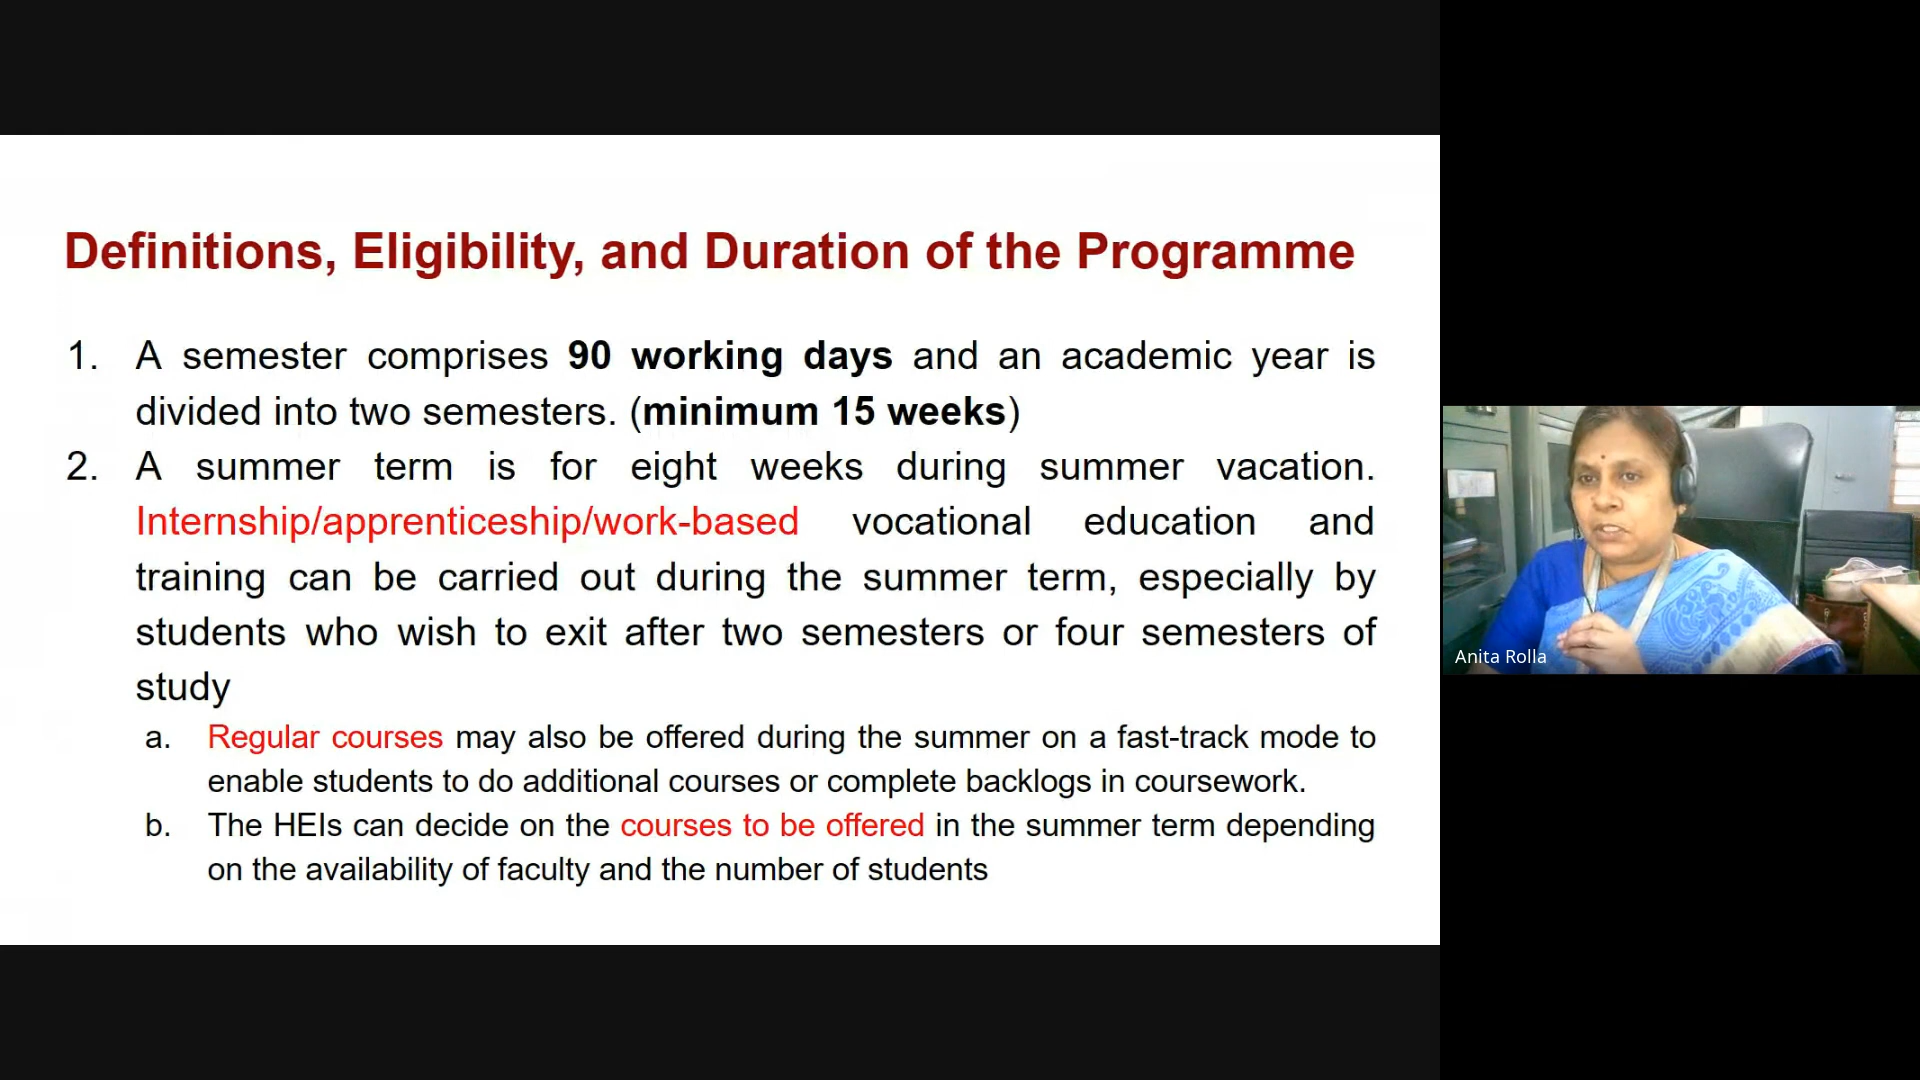 Definitions, Eligibility, and Duration of the Programme
1. A semester comprises 90 working days and an academic year is
divided into two semesters. (minimum 15 weeks)
2. A summer term is for eight weeks during summer vacation.
Internship/apprenticeship/work-based vocational education and
training can be carried out during the summer term, especially by
students who wish to exit after two semesters or four semesters of
study
a. Regular courses may also be offered during the summer on a fast-track mode to
enable students to do additional courses or complete backlogs in coursework.
b. The HEIs can decide on the courses to be offered in the summer term depending
on the availability of faculty and the number of students
Anita Rolla